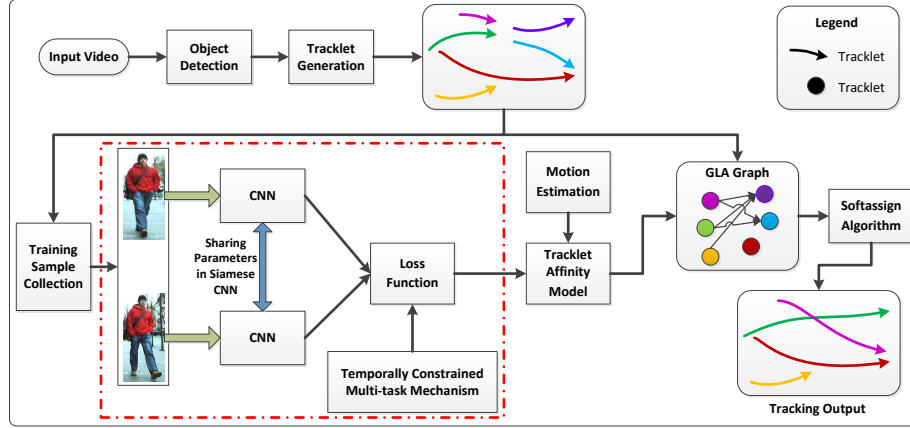 Input Video
Object
Detection
Tracklet
Generation
Legend
Tracklet
Tracklet
Training
Sample
Collection
CNN
Sharing
Parameters
in Siamese
CNN
CNN
Loss
Function
Temporally Constrained
Multi-task Mechanism
Motion
Estimation
Tracklet
Affinity
Model
GLA Graph
Softassign
Algorithm
Tracking Output